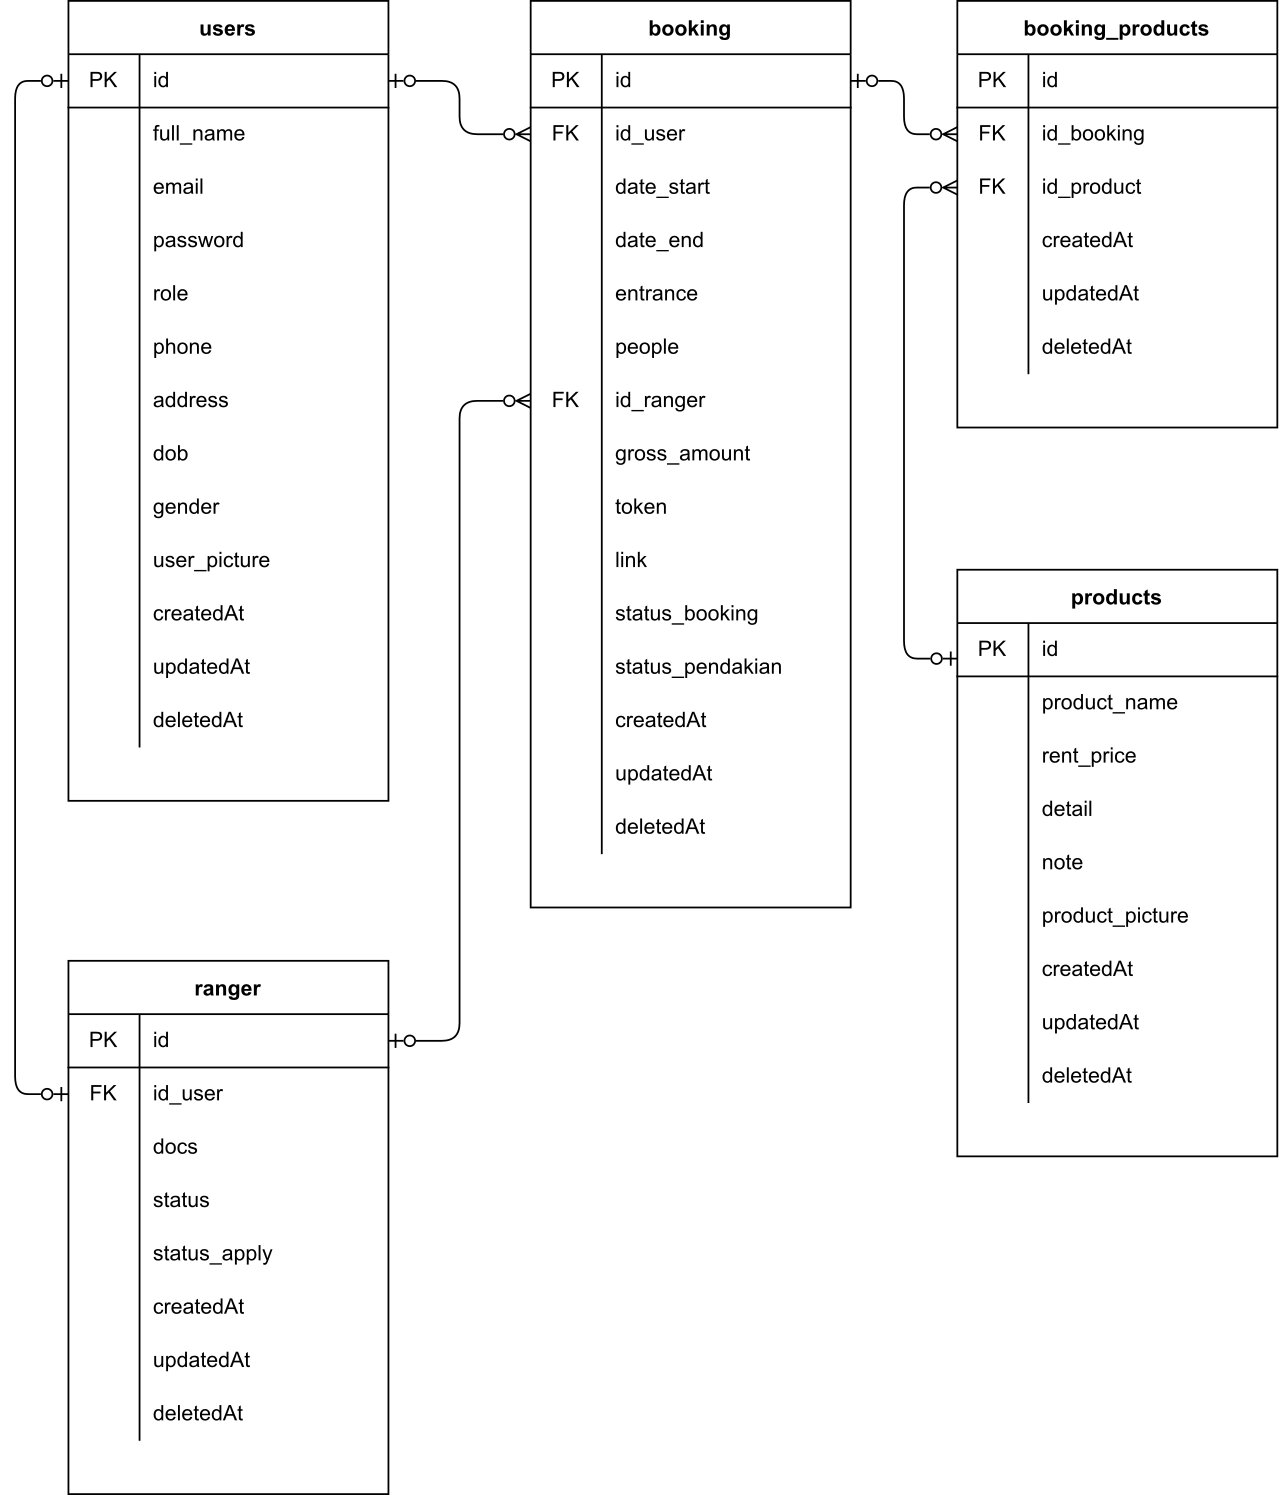 users
PK id
full_name
email
password
role
phone
address
dob
gender
user_picture
createdAt
updatedAt
deletedAt
booking
PK id
FK id_user
date_start
date_end
entrance
people
FK id_ranger
gross_amount
token
link
status_booking
status_pendakian
createdAt
updatedAt
deletedAt
booking_products
PK id
FK id_booking
FK id_product
createdAt
updatedAt
deletedAt
products
PK id
product_name
rent_price
detail
note
product_picture
createdAt
updatedAt
deletedAt
ranger
PK id
FK id_user
docs
status
status_apply
createdAt
updatedAt
deletedAt